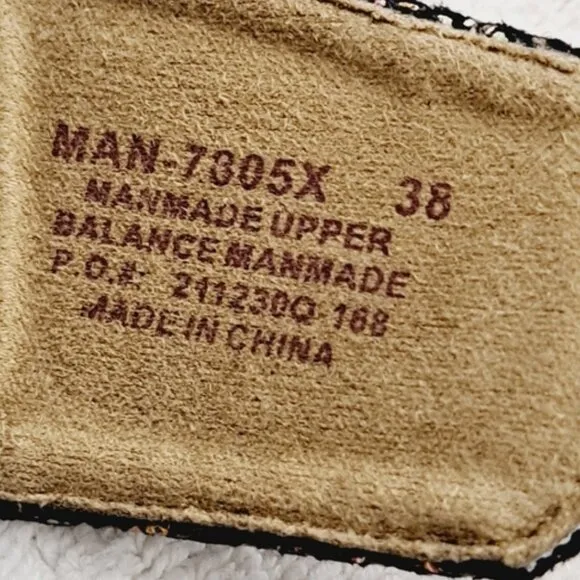 MAN-7305X 38
MANMADE UPPER
BALANCE MANMADE
P.O.#: 211230Q-168
MADE IN CHINA